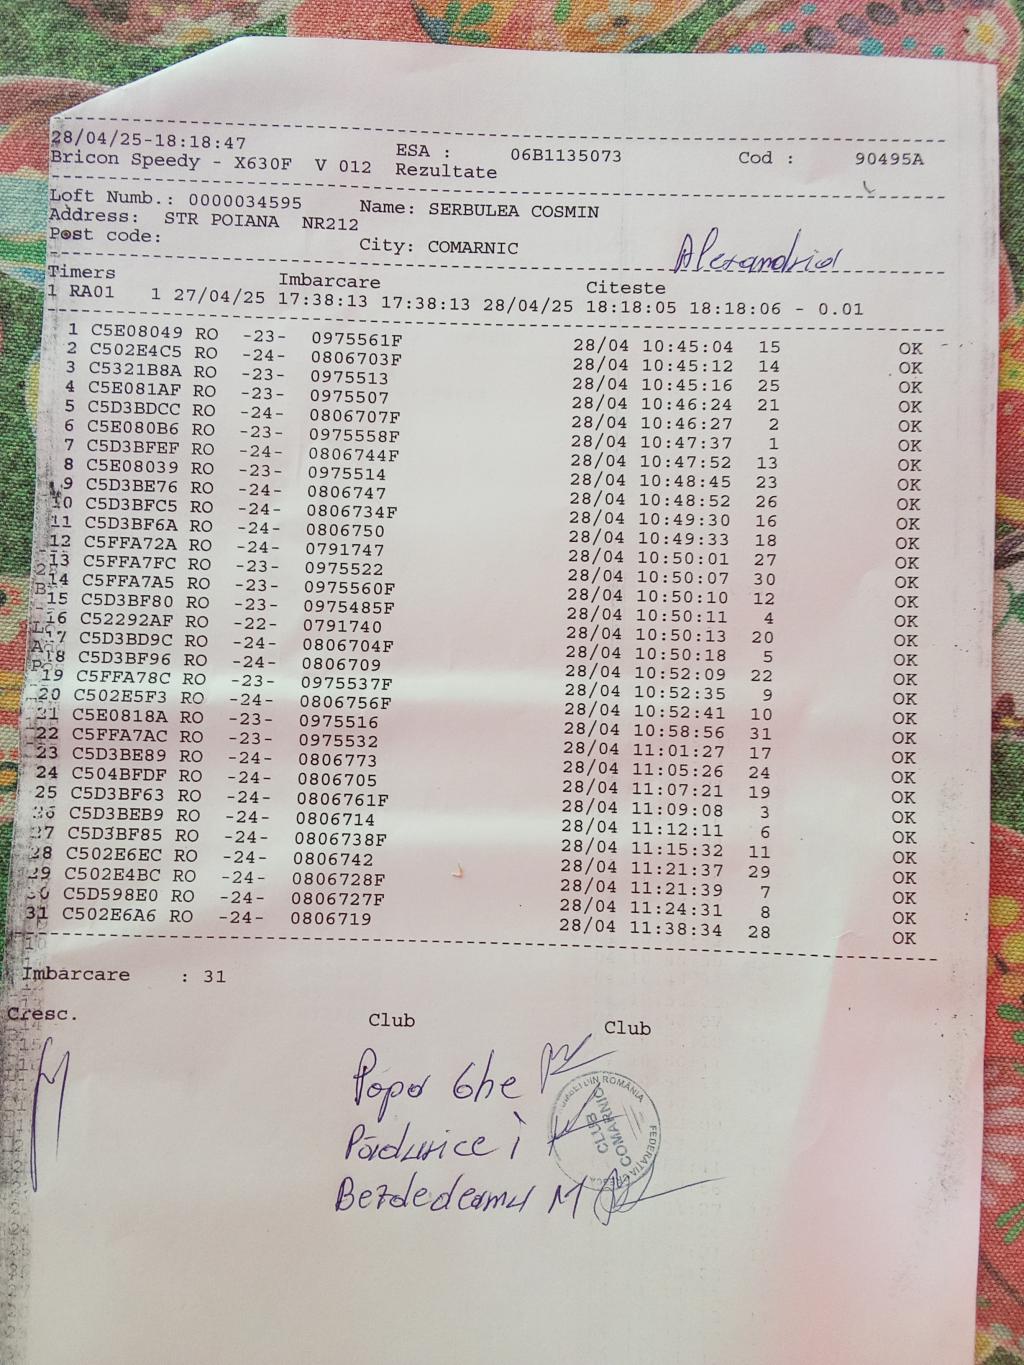 28/04/25-18:18:47 ESA : 06B1135073 Cod : 90495A
Bricon Speedy - X630F V 012 Rezultate
Loft Numb.: 0000034595 Name: SERBULEA COSMIN
Address: STR POIANA NR212
Post code: City: COMARNIC
Alexandria
Timers Imbarcare Citeste
1 RA01 1 27/04/25 17:38:13 17:38:13 28/04/25 18:18:05 18:18:06 - 0.01
1 C5E08049 RO -23- 0975561F 28/04 10:45:04 15 OK
2 C502E4C5 RO -24- 0806703F 28/04 10:45:12 14 OK
3 C5321B8A RO -23- 0975513 28/04 10:45:16 25 OK
4 C5E081AF RO -23- 0975507 28/04 10:46:24 21 OK
5 C5D3BDCC RO -24- 0806707F 28/04 10:46:27 2 OK
6 C5E080B6 RO -23- 0975558F 28/04 10:47:37 1 OK
7 C5D3BFEF RO -24- 0806744F 28/04 10:47:52 13 OK
8 C5E08039 RO -23- 0975514 28/04 10:48:45 23 OK
9 C5D3BE76 RO -24- 0806747 28/04 10:48:52 26 OK
10 C5D3BFC5 RO -24- 0806734F 28/04 10:49:30 16 OK
11 C5D3BF6A RO -24- 0806750 28/04 10:49:33 18 OK
12 C5FFA72A RO -24- 0791747 28/04 10:50:01 27 OK
13 C5FFA7FC RO -23- 0975522 28/04 10:50:07 30 OK
14 C5FFA7A5 RO -23- 0975560F 28/04 10:50:10 12 OK
15 C5D3BF80 RO -23- 0975485F 28/04 10:50:11 4 OK
16 C52292AF RO -22- 0791740 28/04 10:50:13 20 OK
17 C5D3BD9C RO -24- 0806704F 28/04 10:50:18 5 OK
18 C5D3BF96 RO -24- 0806709 28/04 10:52:09 22 OK
19 C5FFA78C RO -23- 0975537F 28/04 10:52:35 9 OK
20 C502E5F3 RO -24- 0806756F 28/04 10:52:41 10 OK
21 C5E0818A RO -23- 0975516 28/04 10:58:56 31 OK
22 C5FFA7AC RO -23- 0975532 28/04 11:01:27 17 OK
23 C5D3BE89 RO -24- 0806773 28/04 11:05:26 24 OK
24 C504BFDF RO -24- 0806705 28/04 11:07:21 19 OK
25 C5D3BF63 RO -24- 0806761F 28/04 11:09:08 3 OK
26 C5D3BEB9 RO -24- 0806714 28/04 11:12:11 6 OK
27 C5D3BF85 RO -24- 0806738F 28/04 11:15:32 11 OK
28 C502E6EC RO -24- 0806742 28/04 11:21:37 29 OK
29 C502E4BC RO -24- 0806728F 28/04 11:21:39 7 OK
30 C5D598E0 RO -24- 0806727F 28/04 11:24:31 8 OK
31 C502E6A6 RO -24- 0806719 28/04 11:38:34 28 OK
Imbarcare : 31
Cresc. Club Club
Popa Ghe
Pădurice I
Bezdedeanu M
CLUB
COMARNIC